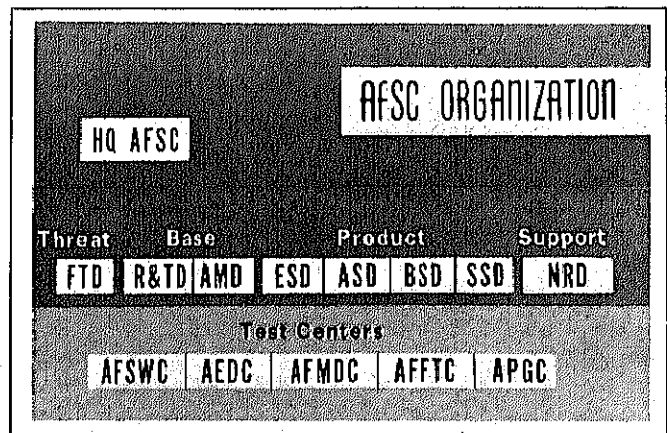 AFSC ORGANIZATION
HQ AFSC
Threat Base Product Support
FTD R&TD AMD ESD ASD BSD SSD NRD
Test Centers
AFSWC AEDC AFMDC AFFTC APGC